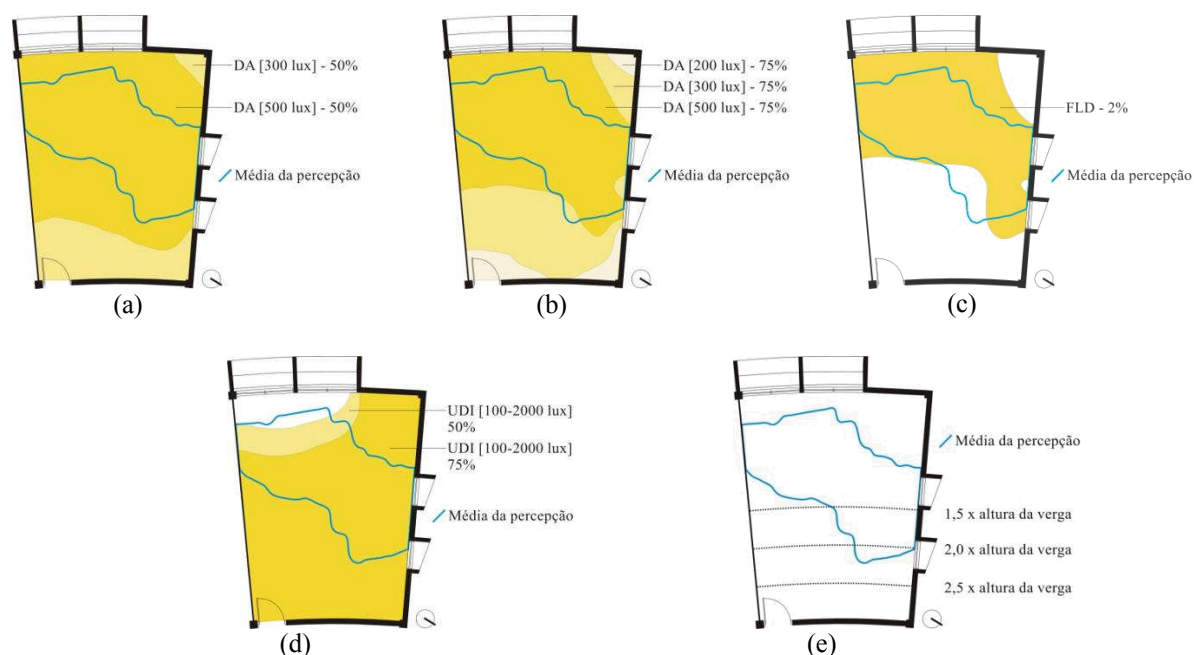 DA [300 lux] - 50%
DA [500 lux] - 50%
Média da percepção
(a)
DA [200 lux] - 75%
DA [300 lux] - 75%
DA [500 lux] - 75%
Média da percepção
(b)
FLD - 2%
Média da percepção
(c)
UDI [100-2000 lux]
50%
UDI [100-2000 lux]
75%
Média da percepção
(d)
Média da percepção
1,5 x altura da verga
2,0 x altura da verga
2,5 x altura da verga
(e)